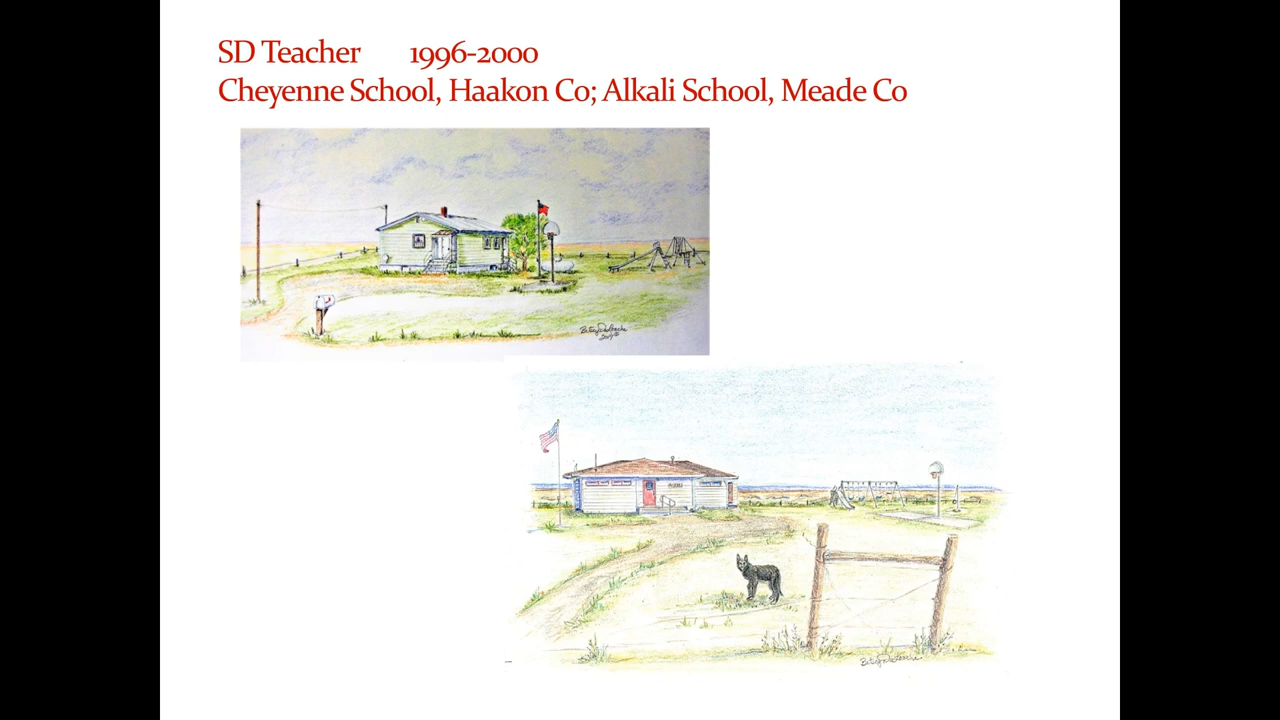 SD Teacher 1996-2000
Cheyenne School, Haakon Co; Alkali School, Meade Co